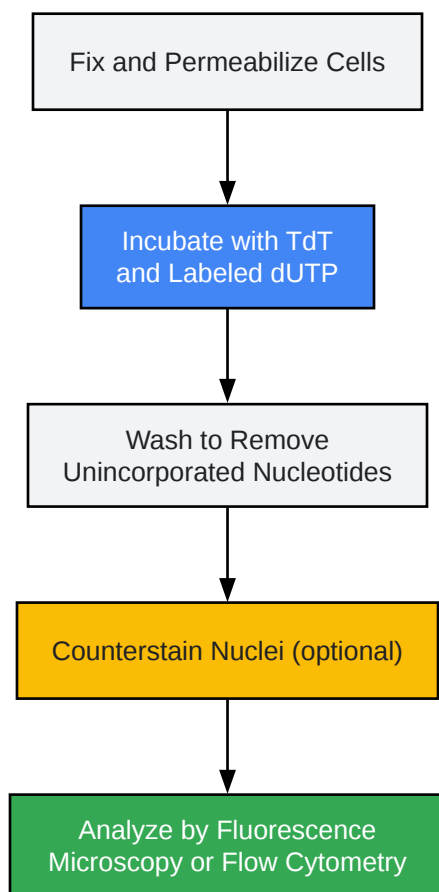 Fix and Permeabilize Cells
Incubate with TdT
and Labeled dUTP
Wash to Remove
Unincorporated Nucleotides
Counterstain Nuclei (optional)
Analyze by Fluorescence
Microscopy or Flow Cytometry